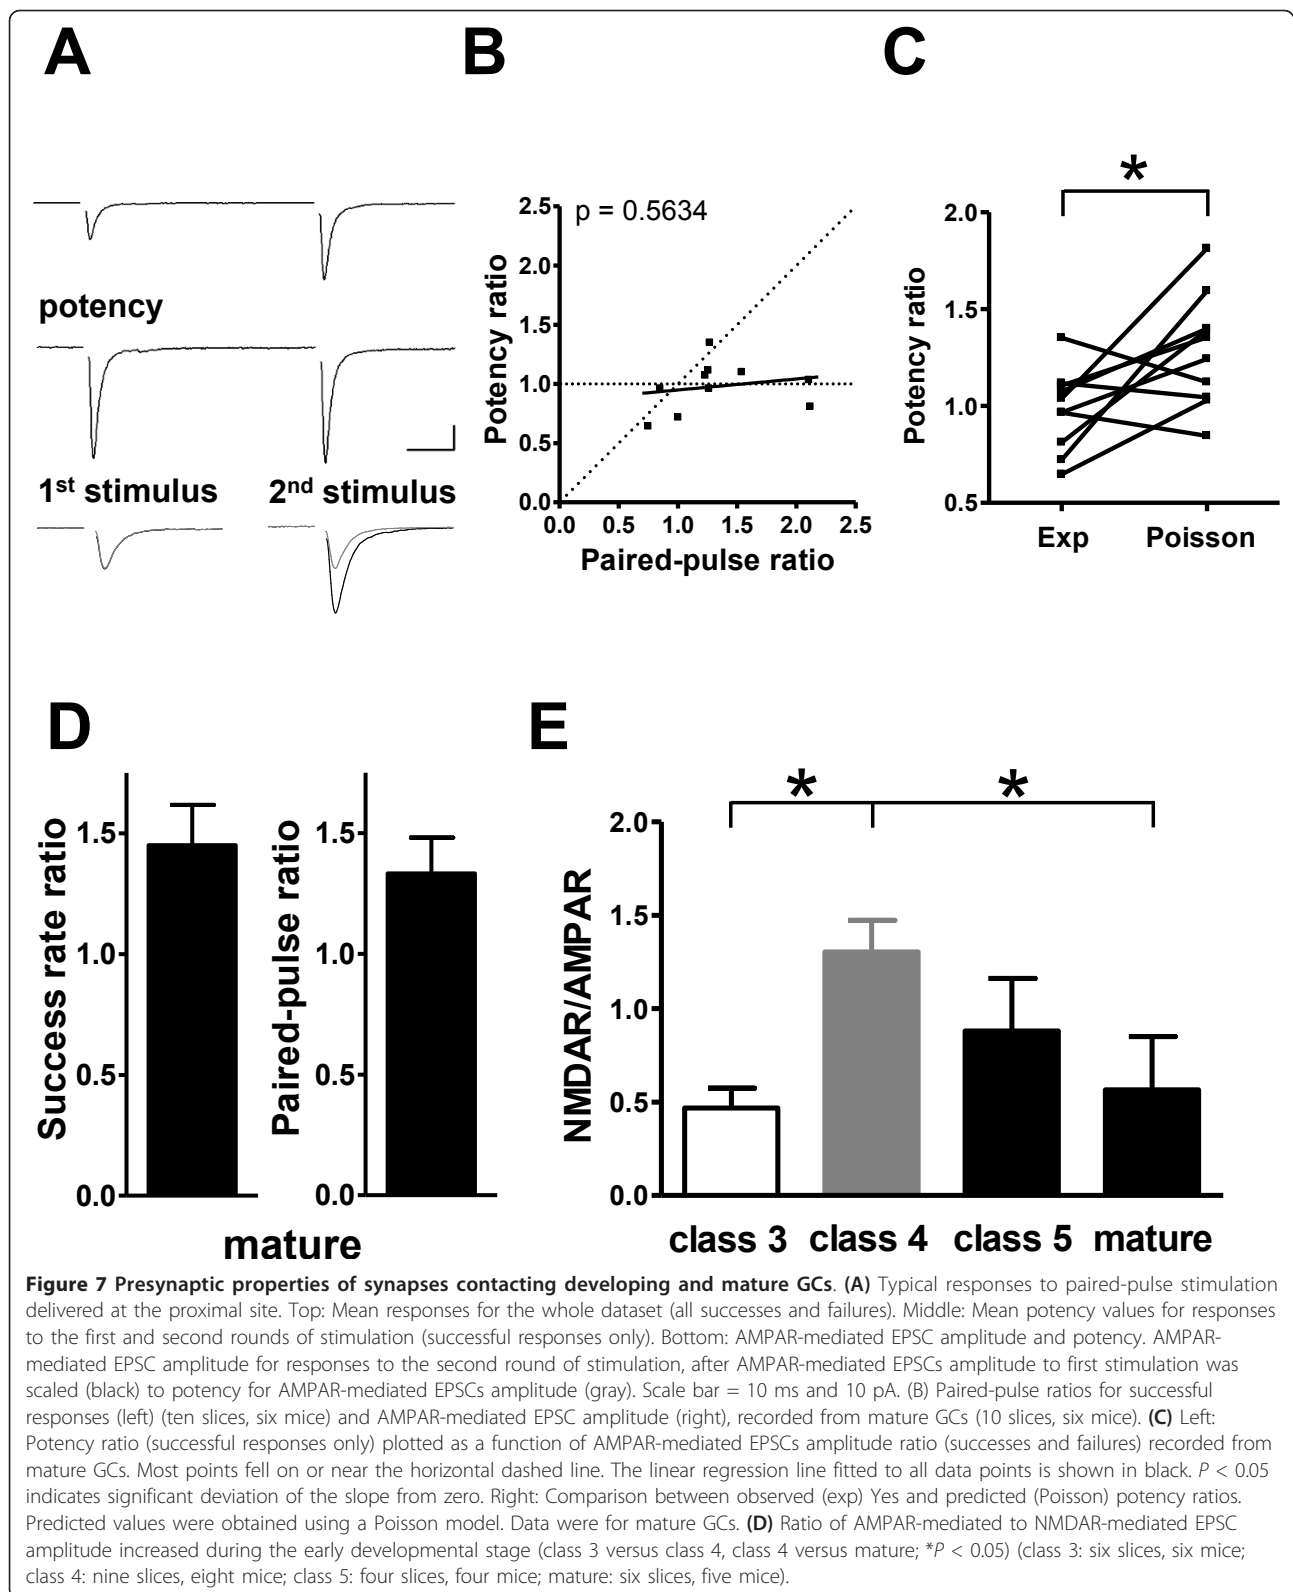 A
B
C
potency
1st stimulus 2nd stimulus
p = 0.5634
Potency ratio
2.5
2.0
1.5
1.0
0.5
0.0
0.0 0.5 1.0 1.5 2.0 2.5
Paired-pulse ratio
*
Potency ratio
2.0
1.5
1.0
0.5
Exp Poisson
D
E
Success rate ratio
1.5
1.0
0.5
0.0
Paired-pulse ratio
1.5
1.0
0.5
0.0
mature
* *
NMDAR/AMPAR
2.0
1.5
1.0
0.5
0.0
class 3 class 4 class 5 mature
Figure 7 Presynaptic properties of synapses contacting developing and mature GCs. (A) Typical responses to paired-pulse stimulation
delivered at the proximal site. Top: Mean responses for the whole dataset (all successes and failures). Middle: Mean potency values for responses
to the first and second rounds of stimulation (successful responses only). Bottom: AMPAR-mediated EPSC amplitude and potency. AMPAR-
mediated EPSC amplitude for responses to the second round of stimulation, after AMPAR-mediated EPSCs amplitude to first stimulation was
scaled (black) to potency for AMPAR-mediated EPSCs amplitude (gray). Scale bar = 10 ms and 10 pA. (B) Paired-pulse ratios for successful
responses (left) (ten slices, six mice) and AMPAR-mediated EPSC amplitude (right), recorded from mature GCs (10 slices, six mice). (C) Left:
Potency ratio (successful responses only) plotted as a function of AMPAR-mediated EPSCs amplitude ratio (successes and failures) recorded from
mature GCs. Most points fell on or near the horizontal dashed line. The linear regression line fitted to all data points is shown in black. P < 0.05
indicates significant deviation of the slope from zero. Right: Comparison between observed (exp) Yes and predicted (Poisson) potency ratios.
Predicted values were obtained using a Poisson model. Data were for mature GCs. (D) Ratio of AMPAR-mediated to NMDAR-mediated EPSC
amplitude increased during the early developmental stage (class 3 versus class 4, class 4 versus mature; *P < 0.05) (class 3: six slices, six mice;
class 4: nine slices, eight mice; class 5: four slices, four mice; mature: six slices, five mice).